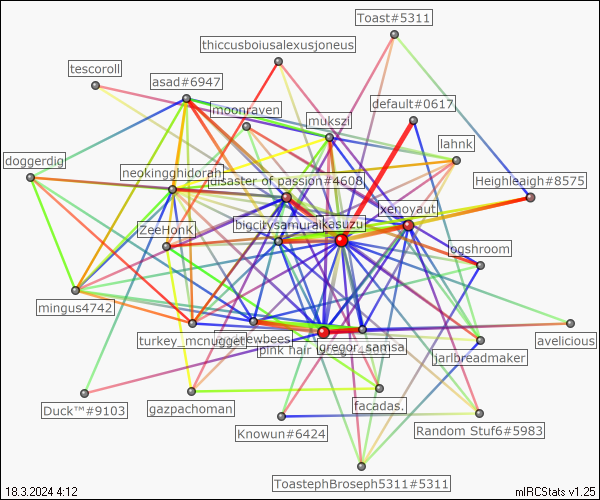 Toast#5311
thiccusboiusalexusjoneus
tescoroll
asad#6947
default#0617
moonraven
mukszi
lahnk
doggerdig
neokingghidorah
disaster of passion#4608
Heighleaigh#8575
xenovaut
bigcitysamurai
kasuzu
ZeeHonK
ogshroom
mingus4742
turkey_mcnugget
pink hair
gregor_samsa
avelicious
jarlbreadmaker
Duck™#9103
gazpachoman
facadas.
Knowun#6424
Random Stuf6#5983
ToastephBroseph5311#5311
18.3.2024 4:12
mIRCStats v1.25